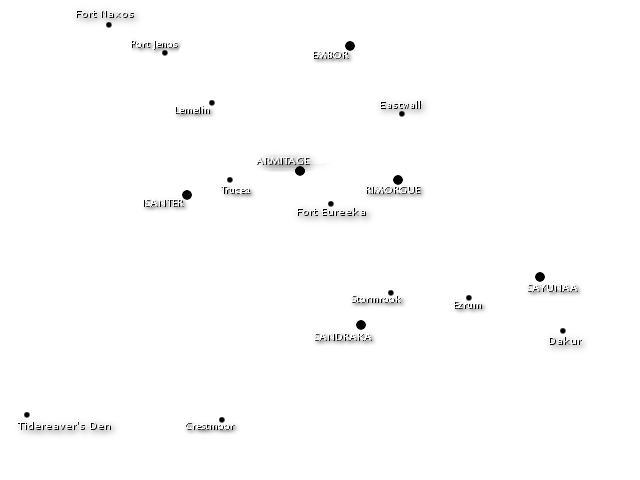 Fort Naxos
Port Jenos
EMBOR
Eastwall
Lemelin
ARMITAGE
Trucea
RIMORGUE
ISANTER
Fort Eureeka
SAYUNAA
Stormrook
Ezrum
SANDRAKA
Dakur
Tidereaver's Den
Crestmoor